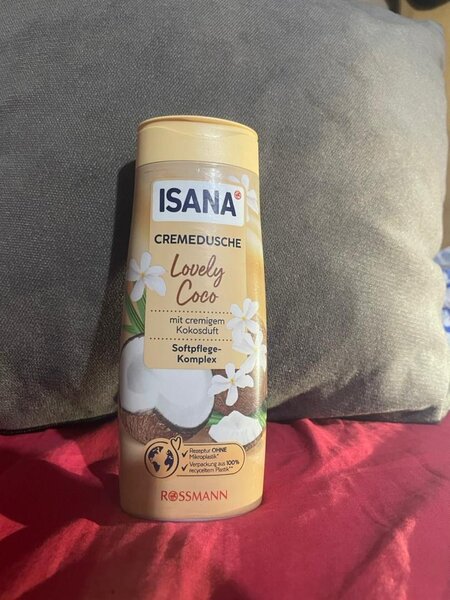 ISANA
CREMEDUSCHE
Lovely
Coco
mit cremigem
Kokosduft
Softpflege-
Komplex
Rezeptur OHNE
Mikroplastik*
Verpackung aus 100%
recyceltem Plastik**
ROSSMANN